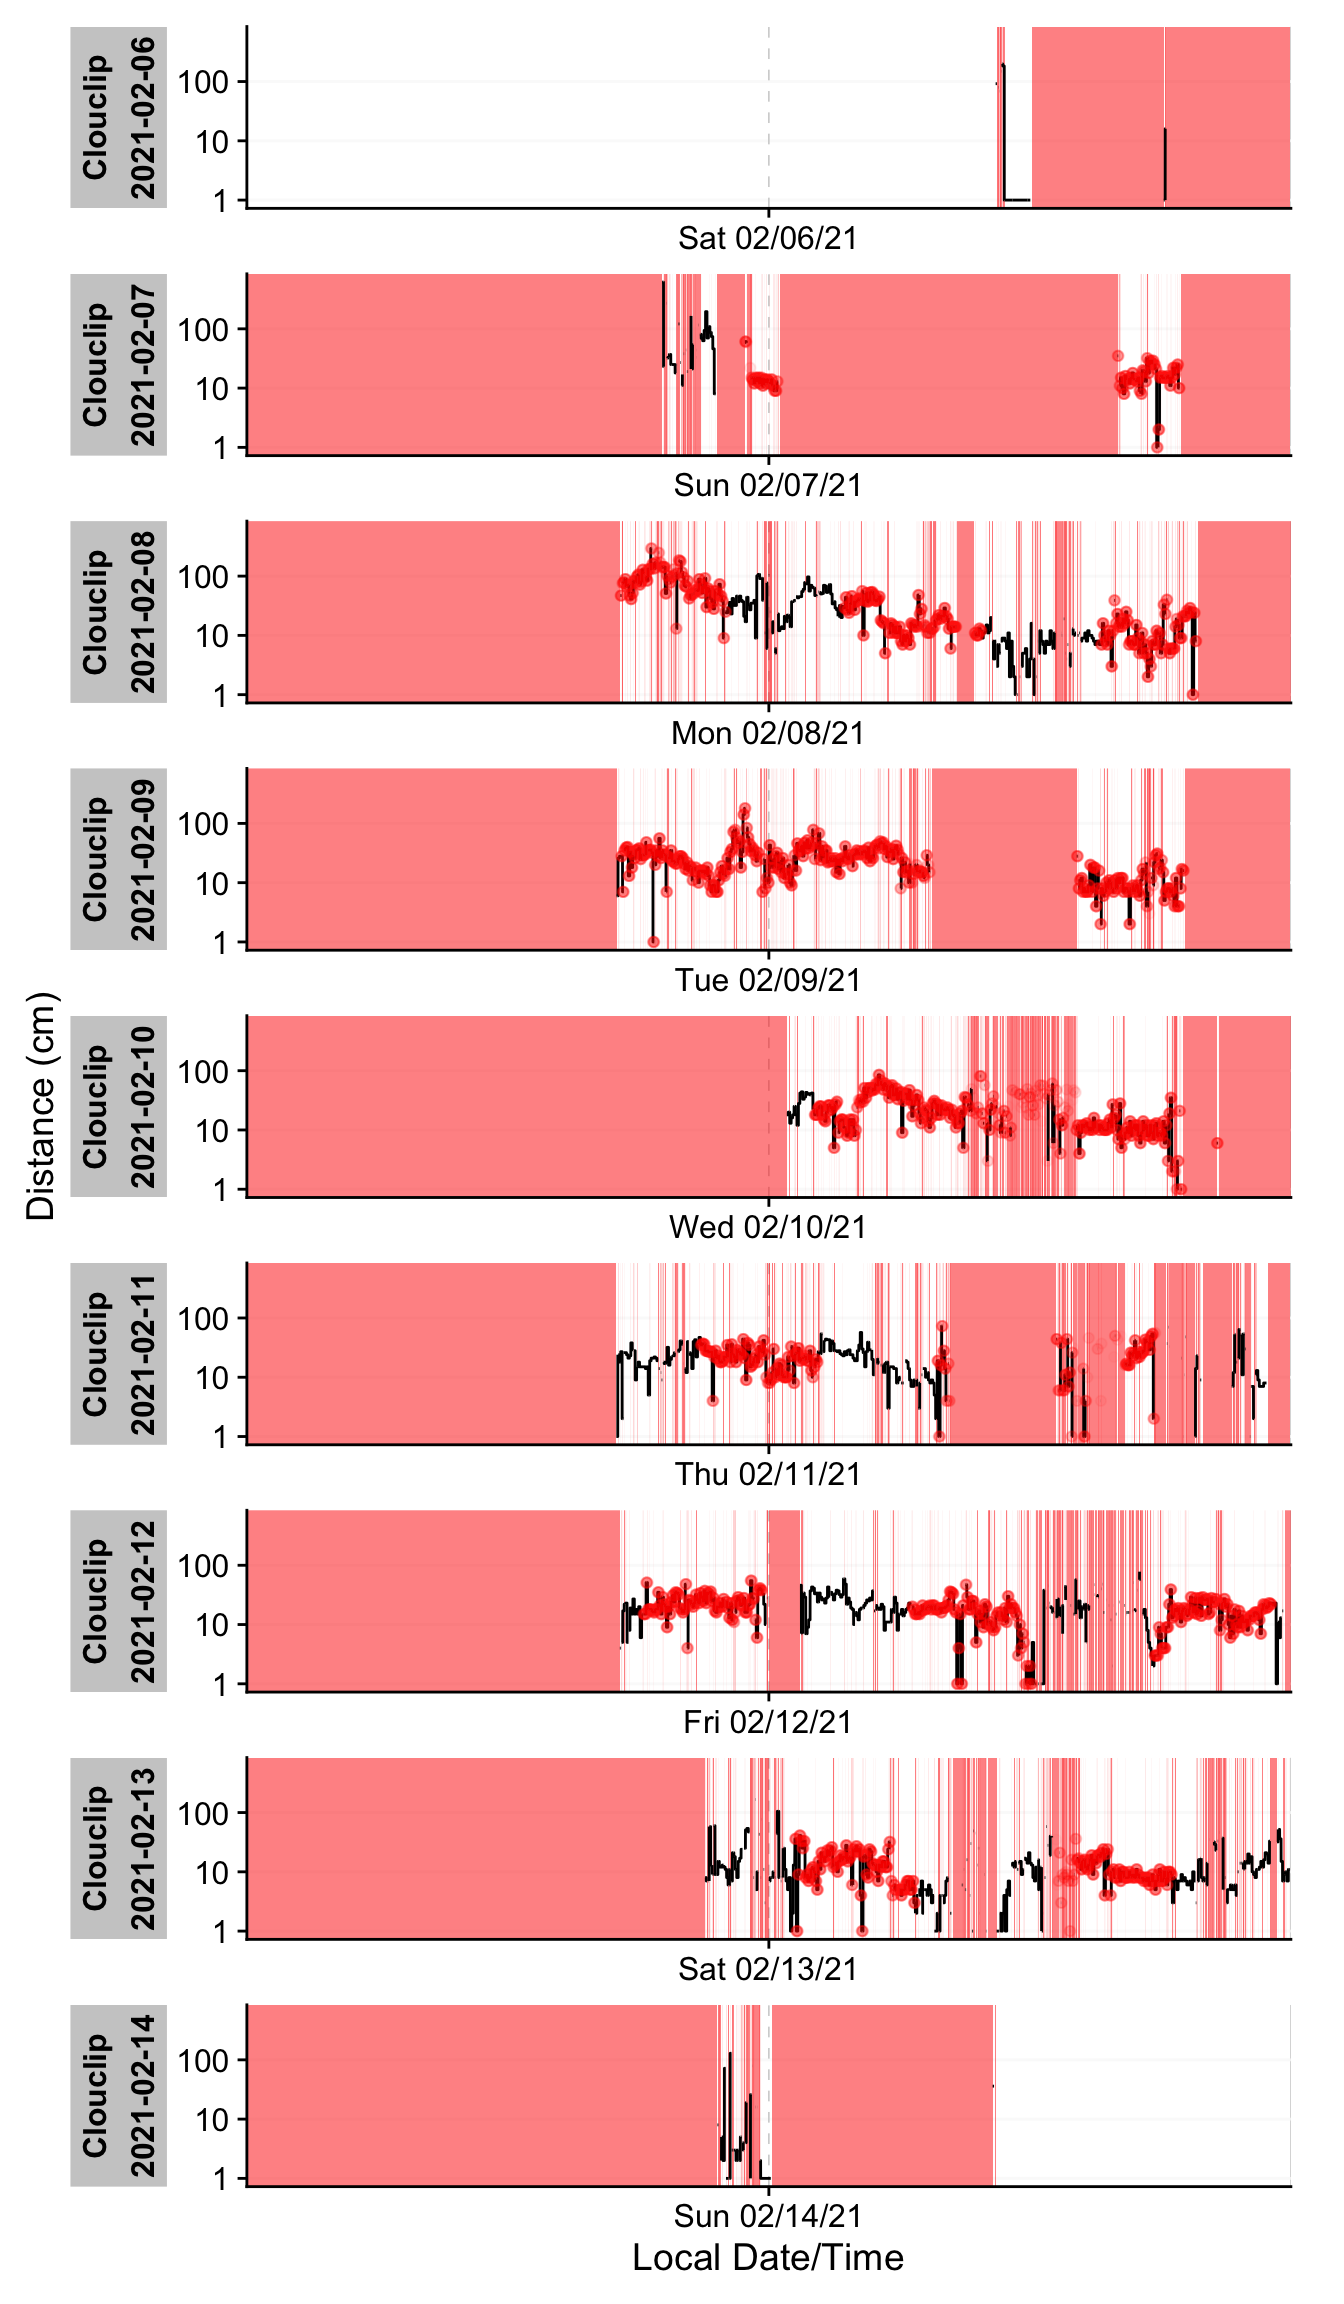 Distance (cm)
Clouclip
2021-02-06
100
10
1
Sat 02/06/21
Clouclip
2021-02-07
100
10
1
Sun 02/07/21
Clouclip
2021-02-08
100
10
1
Mon 02/08/21
Clouclip
2021-02-09
100
10
1
Tue 02/09/21
Clouclip
2021-02-10
100
10
1
Wed 02/10/21
Clouclip
2021-02-11
100
10
1
Thu 02/11/21
Clouclip
2021-02-12
100
10
1
Fri 02/12/21
Clouclip
2021-02-13
100
10
1
Sat 02/13/21
Clouclip
2021-02-14
100
10
1
Sun 02/14/21
Local Date/Time